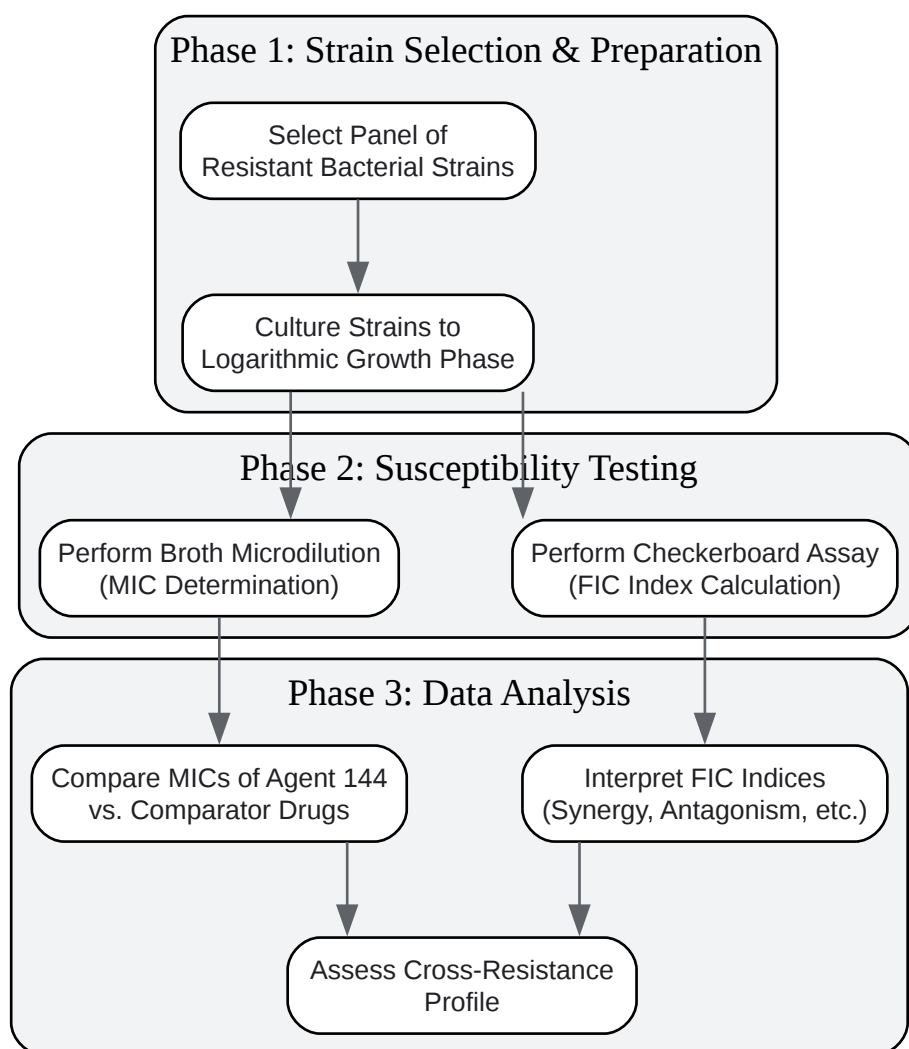 Phase 1: Strain Selection & Preparation
Select Panel of
Resistant Bacterial Strains
Culture Strains to
Logarithmic Growth Phase
Phase 2: Susceptibility Testing
Perform Broth Microdilution
(MIC Determination)
Perform Checkerboard Assay
(FIC Index Calculation)
Phase 3: Data Analysis
Compare MICs of Agent 144
vs. Comparator Drugs
Interpret FIC Indices
(Synergy, Antagonism, etc.)
Assess Cross-Resistance
Profile